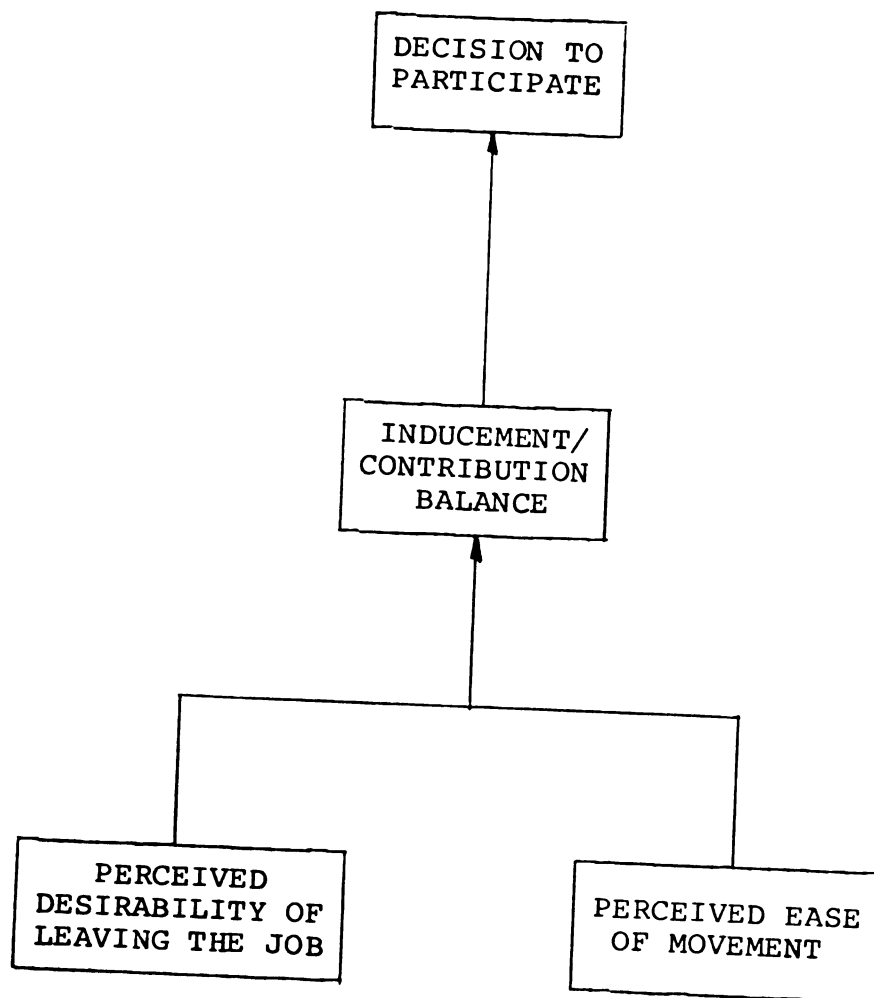 DECISION TO
PARTICIPATE
INDUCEMENT/
CONTRIBUTION
BALANCE
PERCEIVED
DESIRABILITY OF
LEAVING THE JOB
PERCEIVED EASE
OF MOVEMENT